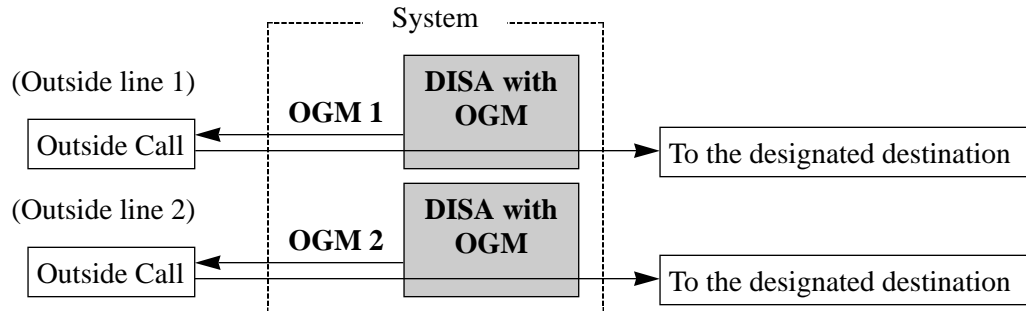 System
(Outside line 1)
OGM 1
DISA with
OGM
Outside Call
To the designated destination
(Outside line 2)
OGM 2
DISA with
OGM
Outside Call
To the designated destination